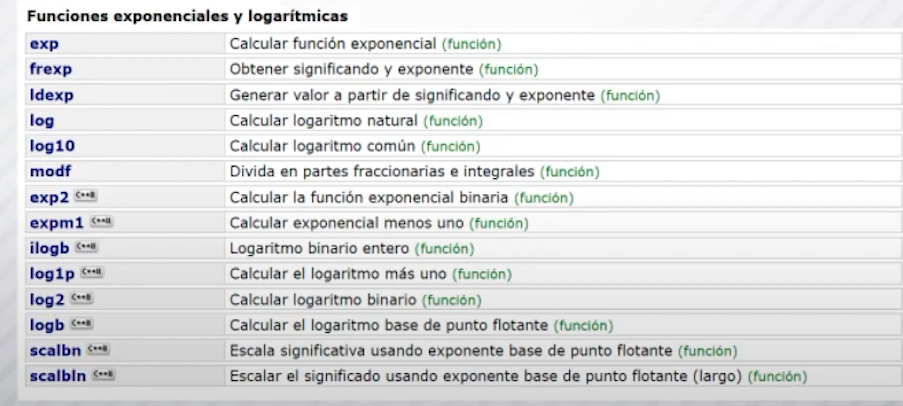 Funciones exponenciales y logarítmicas
exp Calcular función exponencial (función)
frexp Obtener significando y exponente (función)
ldexp Generar valor a partir de significando y exponente (función)
log Calcular logaritmo natural (función)
log10 Calcular logaritmo común (función)
modf Divida en partes fraccionarias e integrales (función)
exp2 C++11 Calcular la función exponencial binaria (función)
expm1 C++11 Calcular exponencial menos uno (función)
ilogb C++11 Logaritmo binario entero (función)
log1p C++11 Calcular el logaritmo más uno (función)
log2 C++11 Calcular logaritmo binario (función)
logb C++11 Calcular el logaritmo base de punto flotante (función)
scalbn C++11 Escala significativa usando exponente base de punto flotante (función)
scalbln C++11 Escalar el significado usando exponente base de punto flotante (largo) (función)